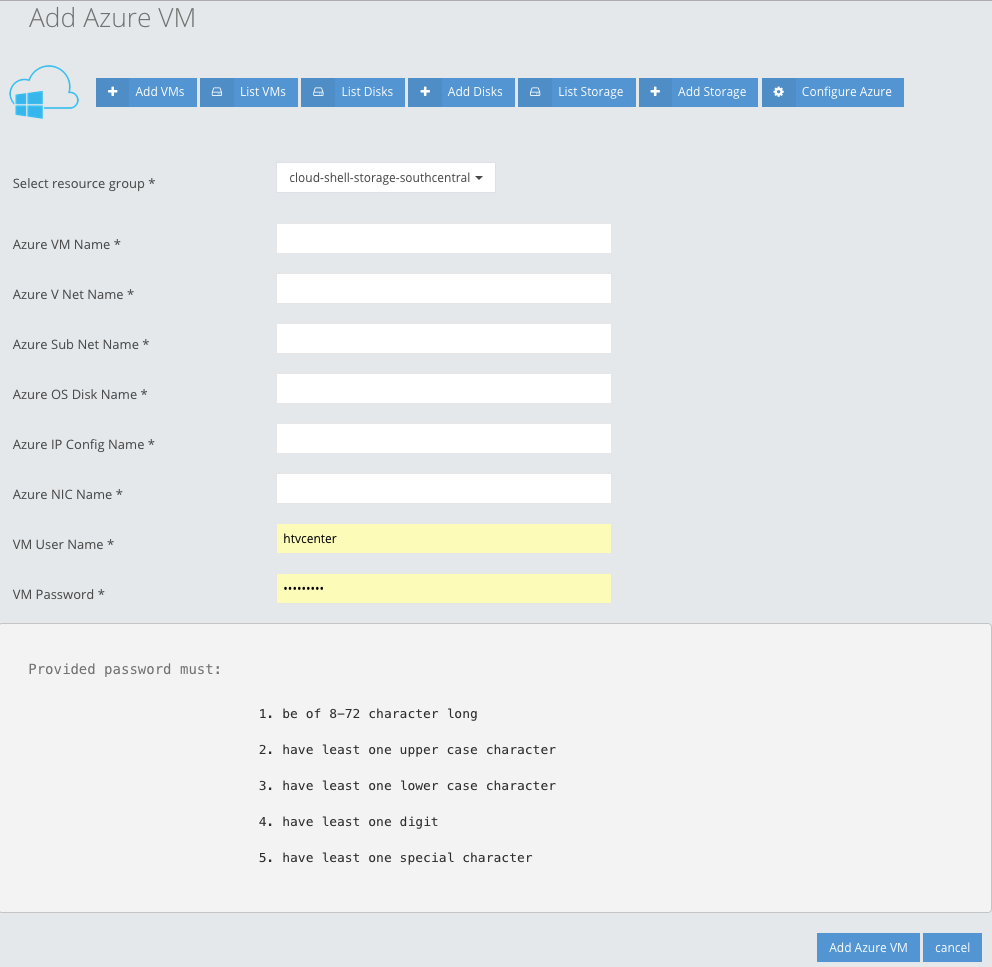 Add Azure VM
Add VMs List VMs List Disks Add Disks List Storage Add Storage Configure Azure
Select resource group * cloud-shell-storage-southcentral
Azure VM Name *
Azure V Net Name *
Azure Sub Net Name *
Azure OS Disk Name *
Azure IP Config Name *
Azure NIC Name *
VM User Name * htvcenter
VM Password * •••••••••
Provided password must:
1. be of 8-72 character long
2. have least one upper case character
3. have least one lower case character
4. have least one digit
5. have least one special character
Add Azure VM cancel